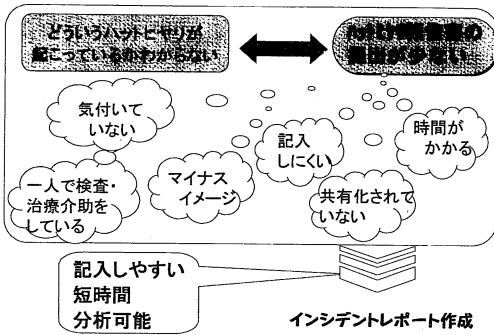 どういうハットヒヤリが
起こっているかわからない
提出が少ない
気付いて
いない
一人で検査・
治療介助を
している
マイナス
イメージ
記入
しにくい
共有化されて
いない
時間が
かかる
記入しやすい
短時間
分析可能
インシデントレポート作成